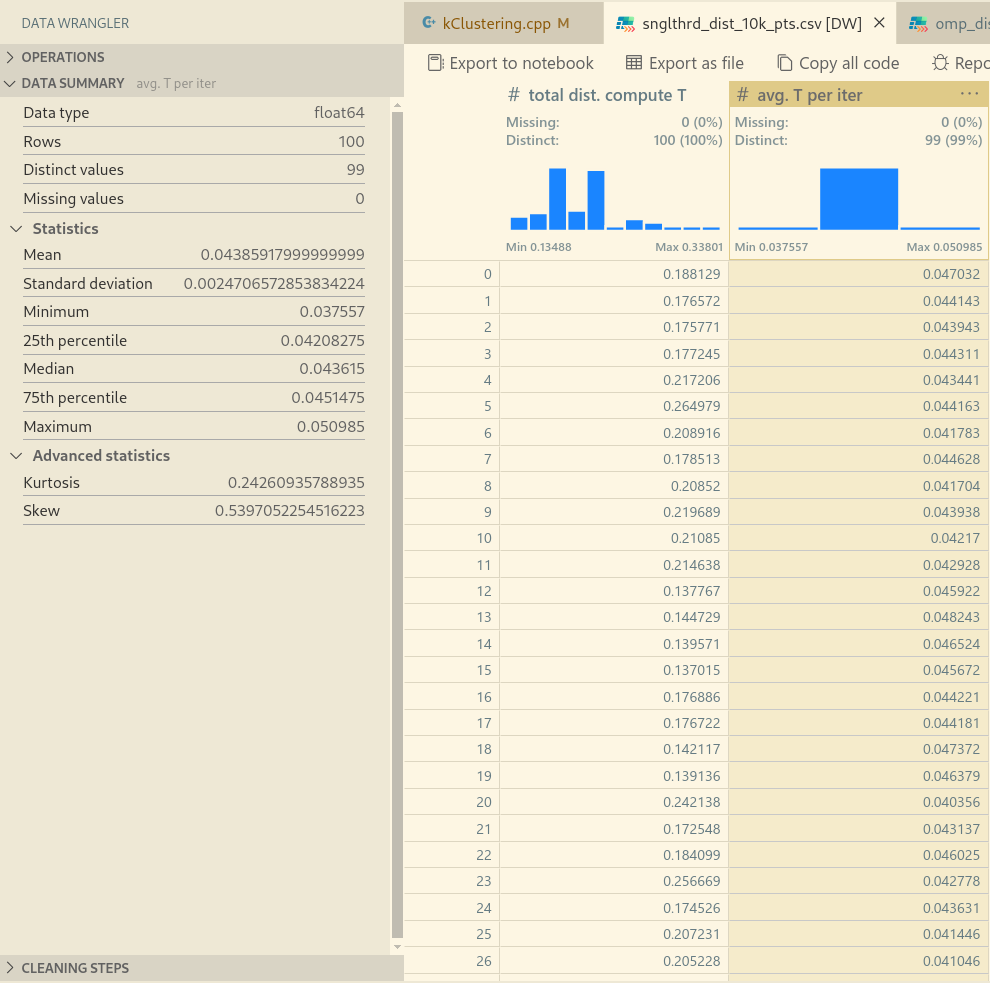 DATA WRANGLER
OPERATIONS
DATA SUMMARY avg. T per iter
Data type float64
Rows 100
Distinct values 99
Missing values 0
Statistics
Mean 0.04385917999999999
Standard deviation 0.0024706572853834224
Minimum 0.037557
25th percentile 0.04208275
Median 0.043615
75th percentile 0.0451475
Maximum 0.050985
Advanced statistics
Kurtosis 0.24260935788935
Skew 0.5397052254516223
CLEANING STEPS
kClustering.cpp M
snglthrd_dist_10k_pts.csv [DW]
omp_dis
Export to notebook Export as file Copy all code Repo
# total dist. compute T # avg. T per iter ···
Missing: 0 (0%) Missing: 0 (0%)
Distinct: 100 (100%) Distinct: 99 (99%)
Min 0.13488 Max 0.33801 Min 0.037557 Max 0.050985
0 0.188129 0.047032
1 0.176572 0.044143
2 0.175771 0.043943
3 0.177245 0.044311
4 0.217206 0.043441
5 0.264979 0.044163
6 0.208916 0.041783
7 0.178513 0.044628
8 0.20852 0.041704
9 0.219689 0.043938
10 0.21085 0.04217
11 0.214638 0.042928
12 0.137767 0.045922
13 0.144729 0.048243
14 0.139571 0.046524
15 0.137015 0.045672
16 0.176886 0.044221
17 0.176722 0.044181
18 0.142117 0.047372
19 0.139136 0.046379
20 0.242138 0.040356
21 0.172548 0.043137
22 0.184099 0.046025
23 0.256669 0.042778
24 0.174526 0.043631
25 0.207231 0.041446
26 0.205228 0.041046